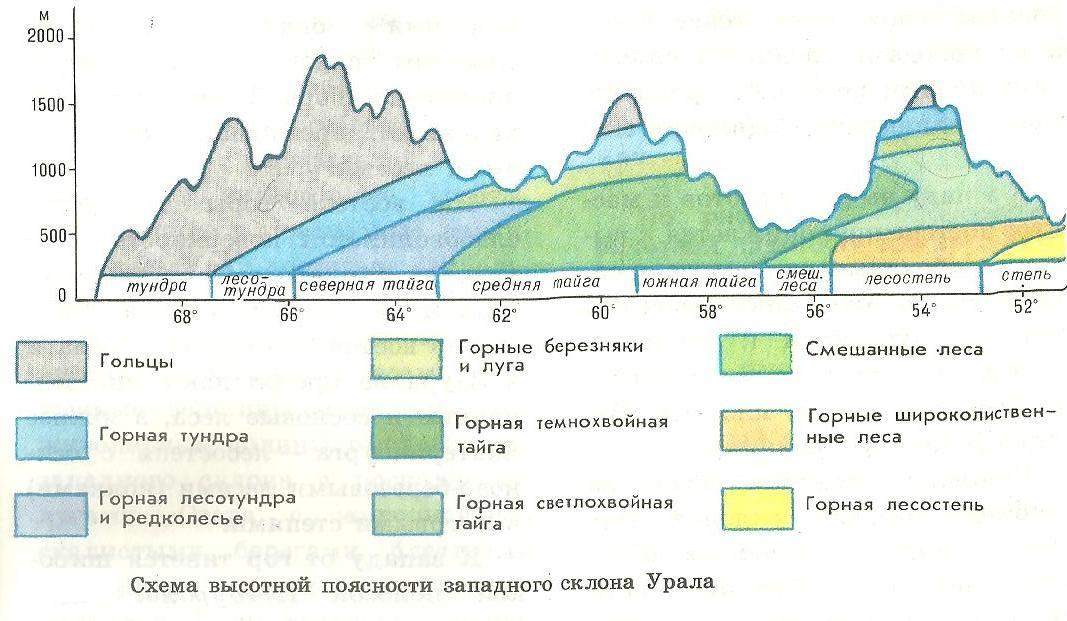 м
2000
1500
1000
500
0
тундра
лесо-
тундра
северная тайга
средняя тайга
южная тайга
смеш.
леса
лесостепь
степь
68° 66° 64° 62° 60° 58° 56° 54° 52°
Гольцы
Горная тундра
Горная лесотундра
и редколесье
Горные березняки
и луга
Горная темнохвойная
тайга
Горная светлохвойная
тайга
Смешанные леса
Горные широколиствен-
ные леса
Горная лесостепь
Схема высотной поясности западного склона Урала